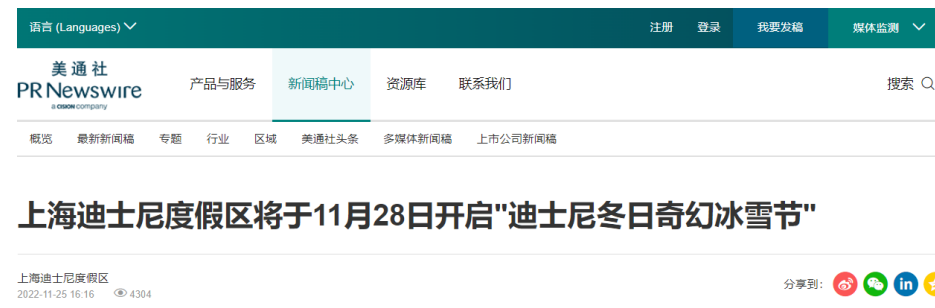 语言 (Languages)
注册 登录 我要发稿 媒体监测
美通社
PR Newswire
a CISION company
产品与服务 新闻稿中心 资源库 联系我们 搜索
概览 最新新闻稿 专题 行业 区域 美通社头条 多媒体新闻稿 上市公司新闻稿
上海迪士尼度假区将于11月28日开启"迪士尼冬日奇幻冰雪节"
上海迪士尼度假区
2022-11-25 16:16 4304
分享到:
in